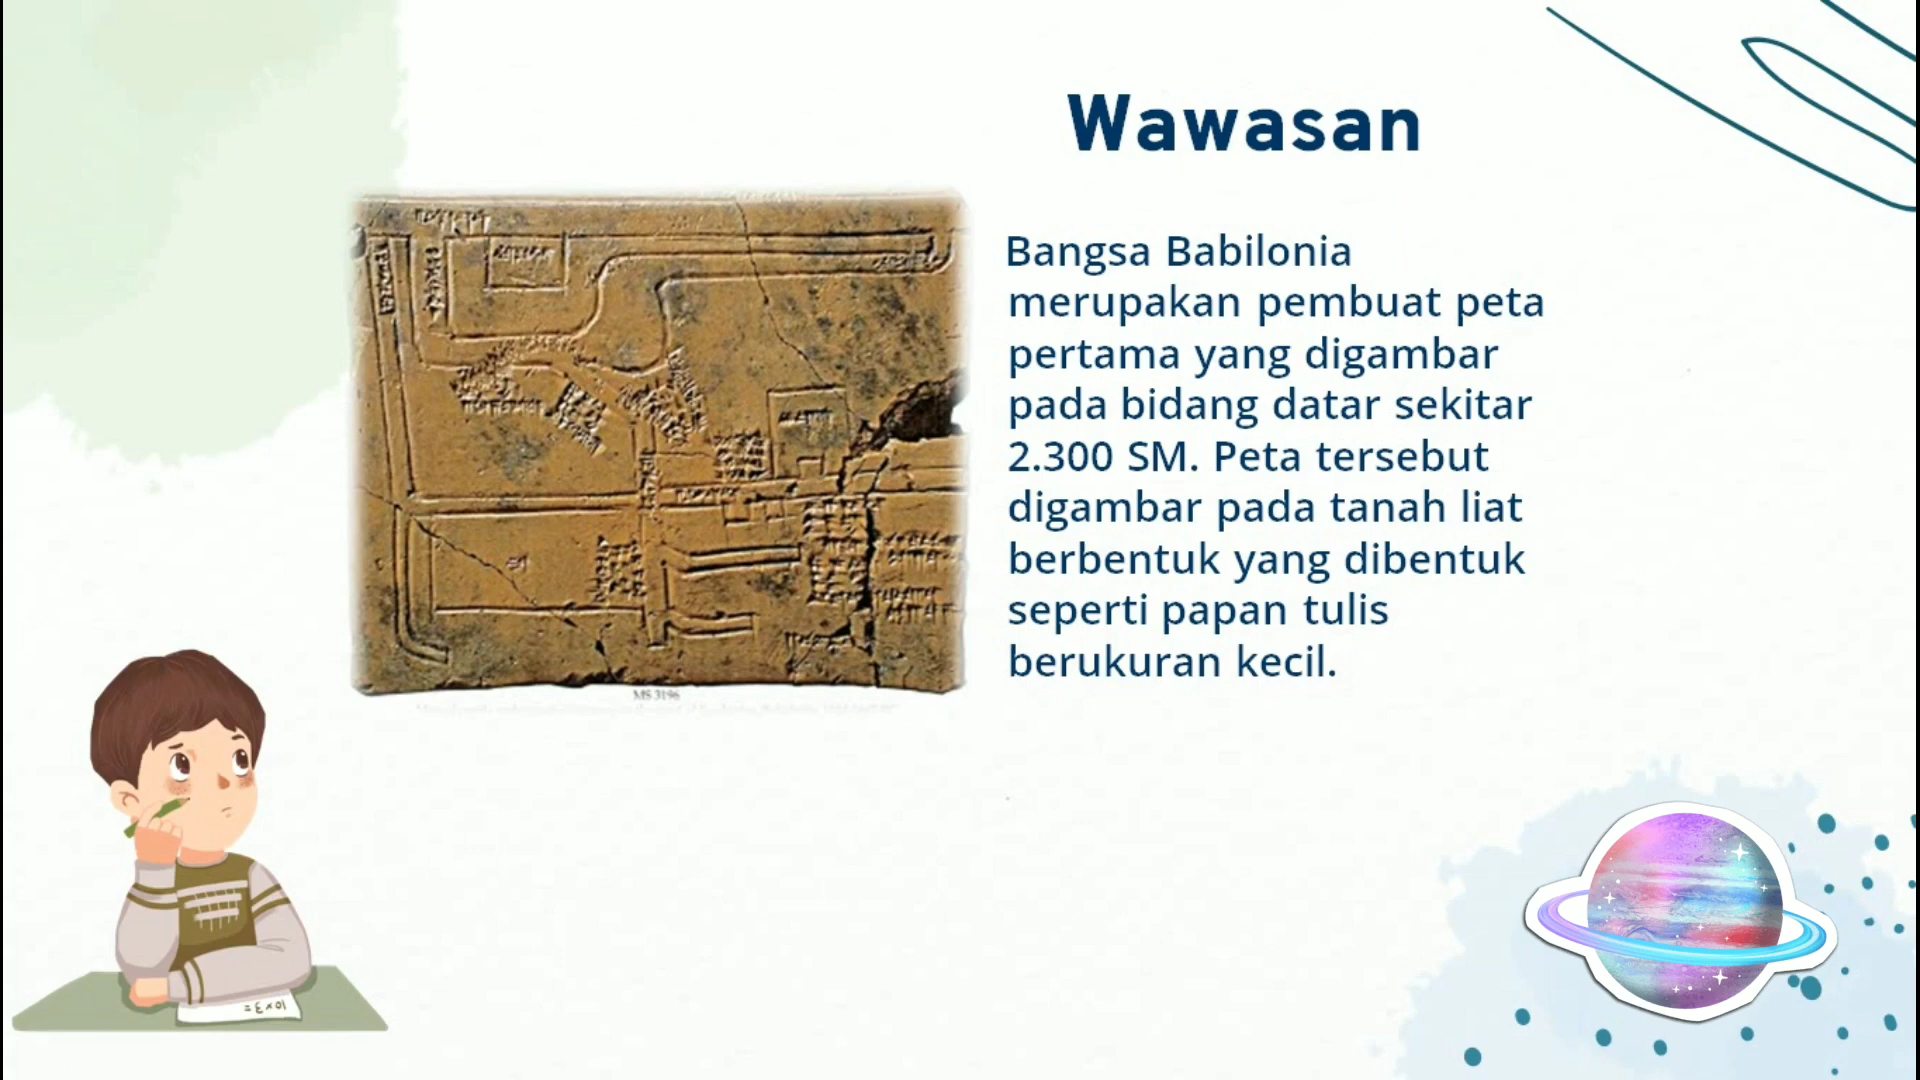 Wawasan
Bangsa Babilonia
merupakan pembuat peta
pertama yang digambar
pada bidang datar sekitar
2.300 SM. Peta tersebut
digambar pada tanah liat
berbentuk yang dibentuk
seperti papan tulis
berukuran kecil.
MS 3196
10×3=